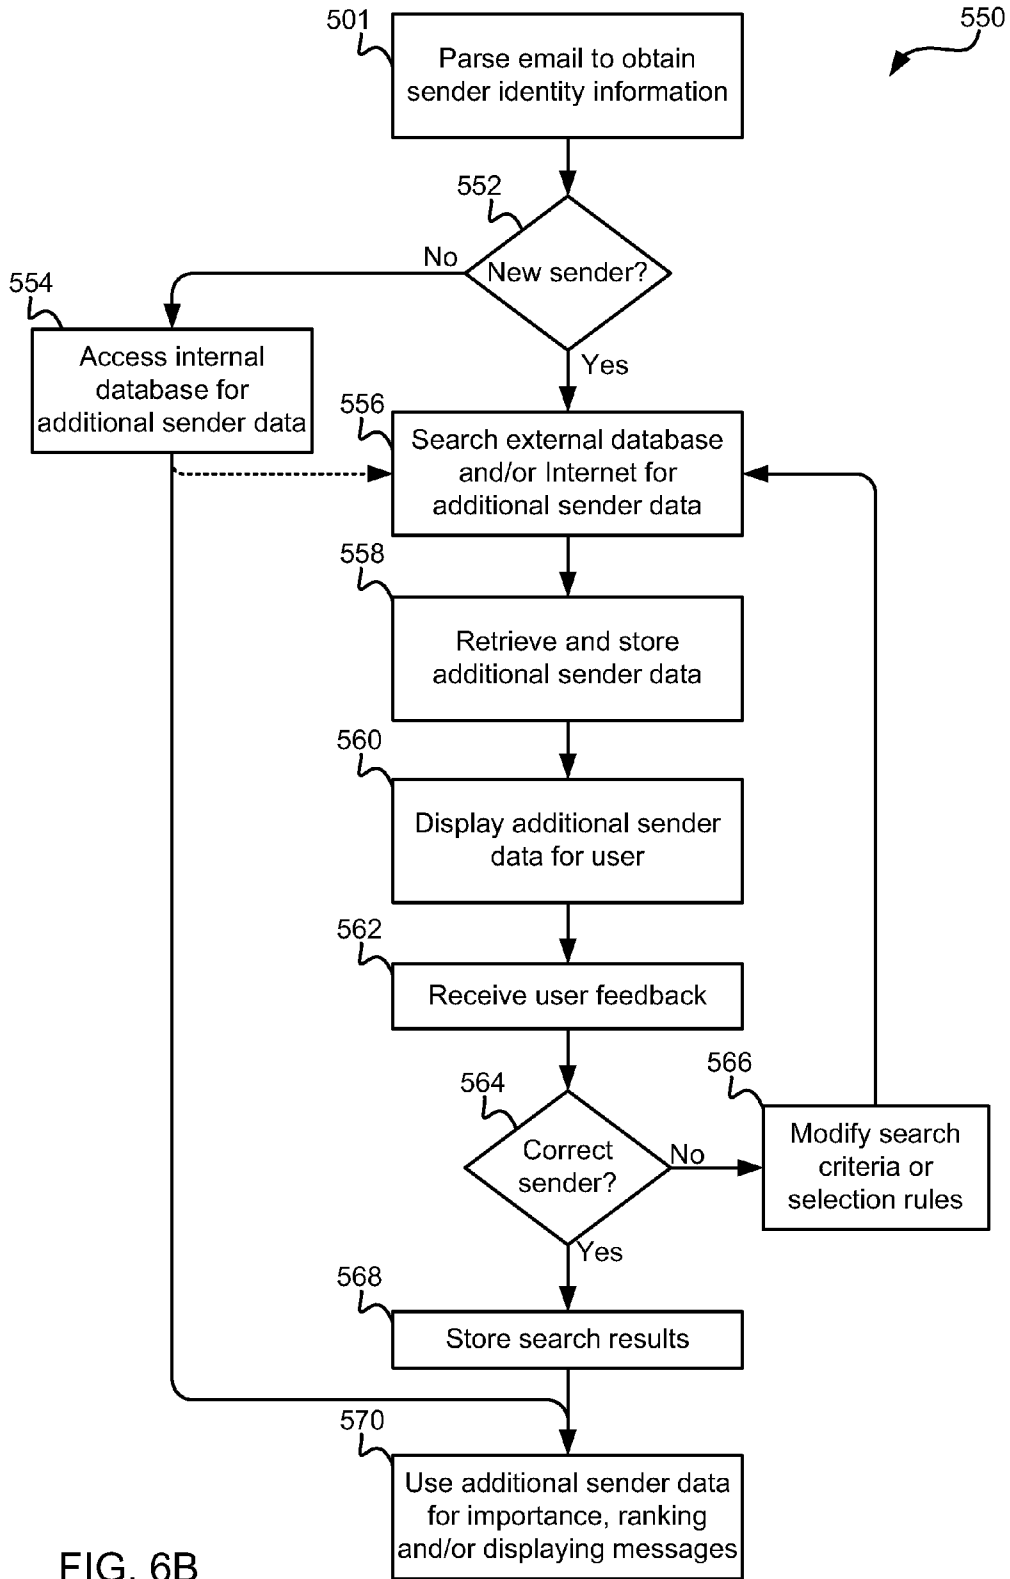 501
550
Parse email to obtain
sender identity information
552
No
New sender?
554
Yes
Access internal
database for
additional sender data
556
Search external database
and/or Internet for
additional sender data
558
Retrieve and store
additional sender data
560
Display additional sender
data for user
562
Receive user feedback
564
566
Correct
sender?
No
Modify search
criteria or
selection rules
Yes
568
Store search results
570
Use additional sender data
for importance, ranking
and/or displaying messages
FIG. 6B